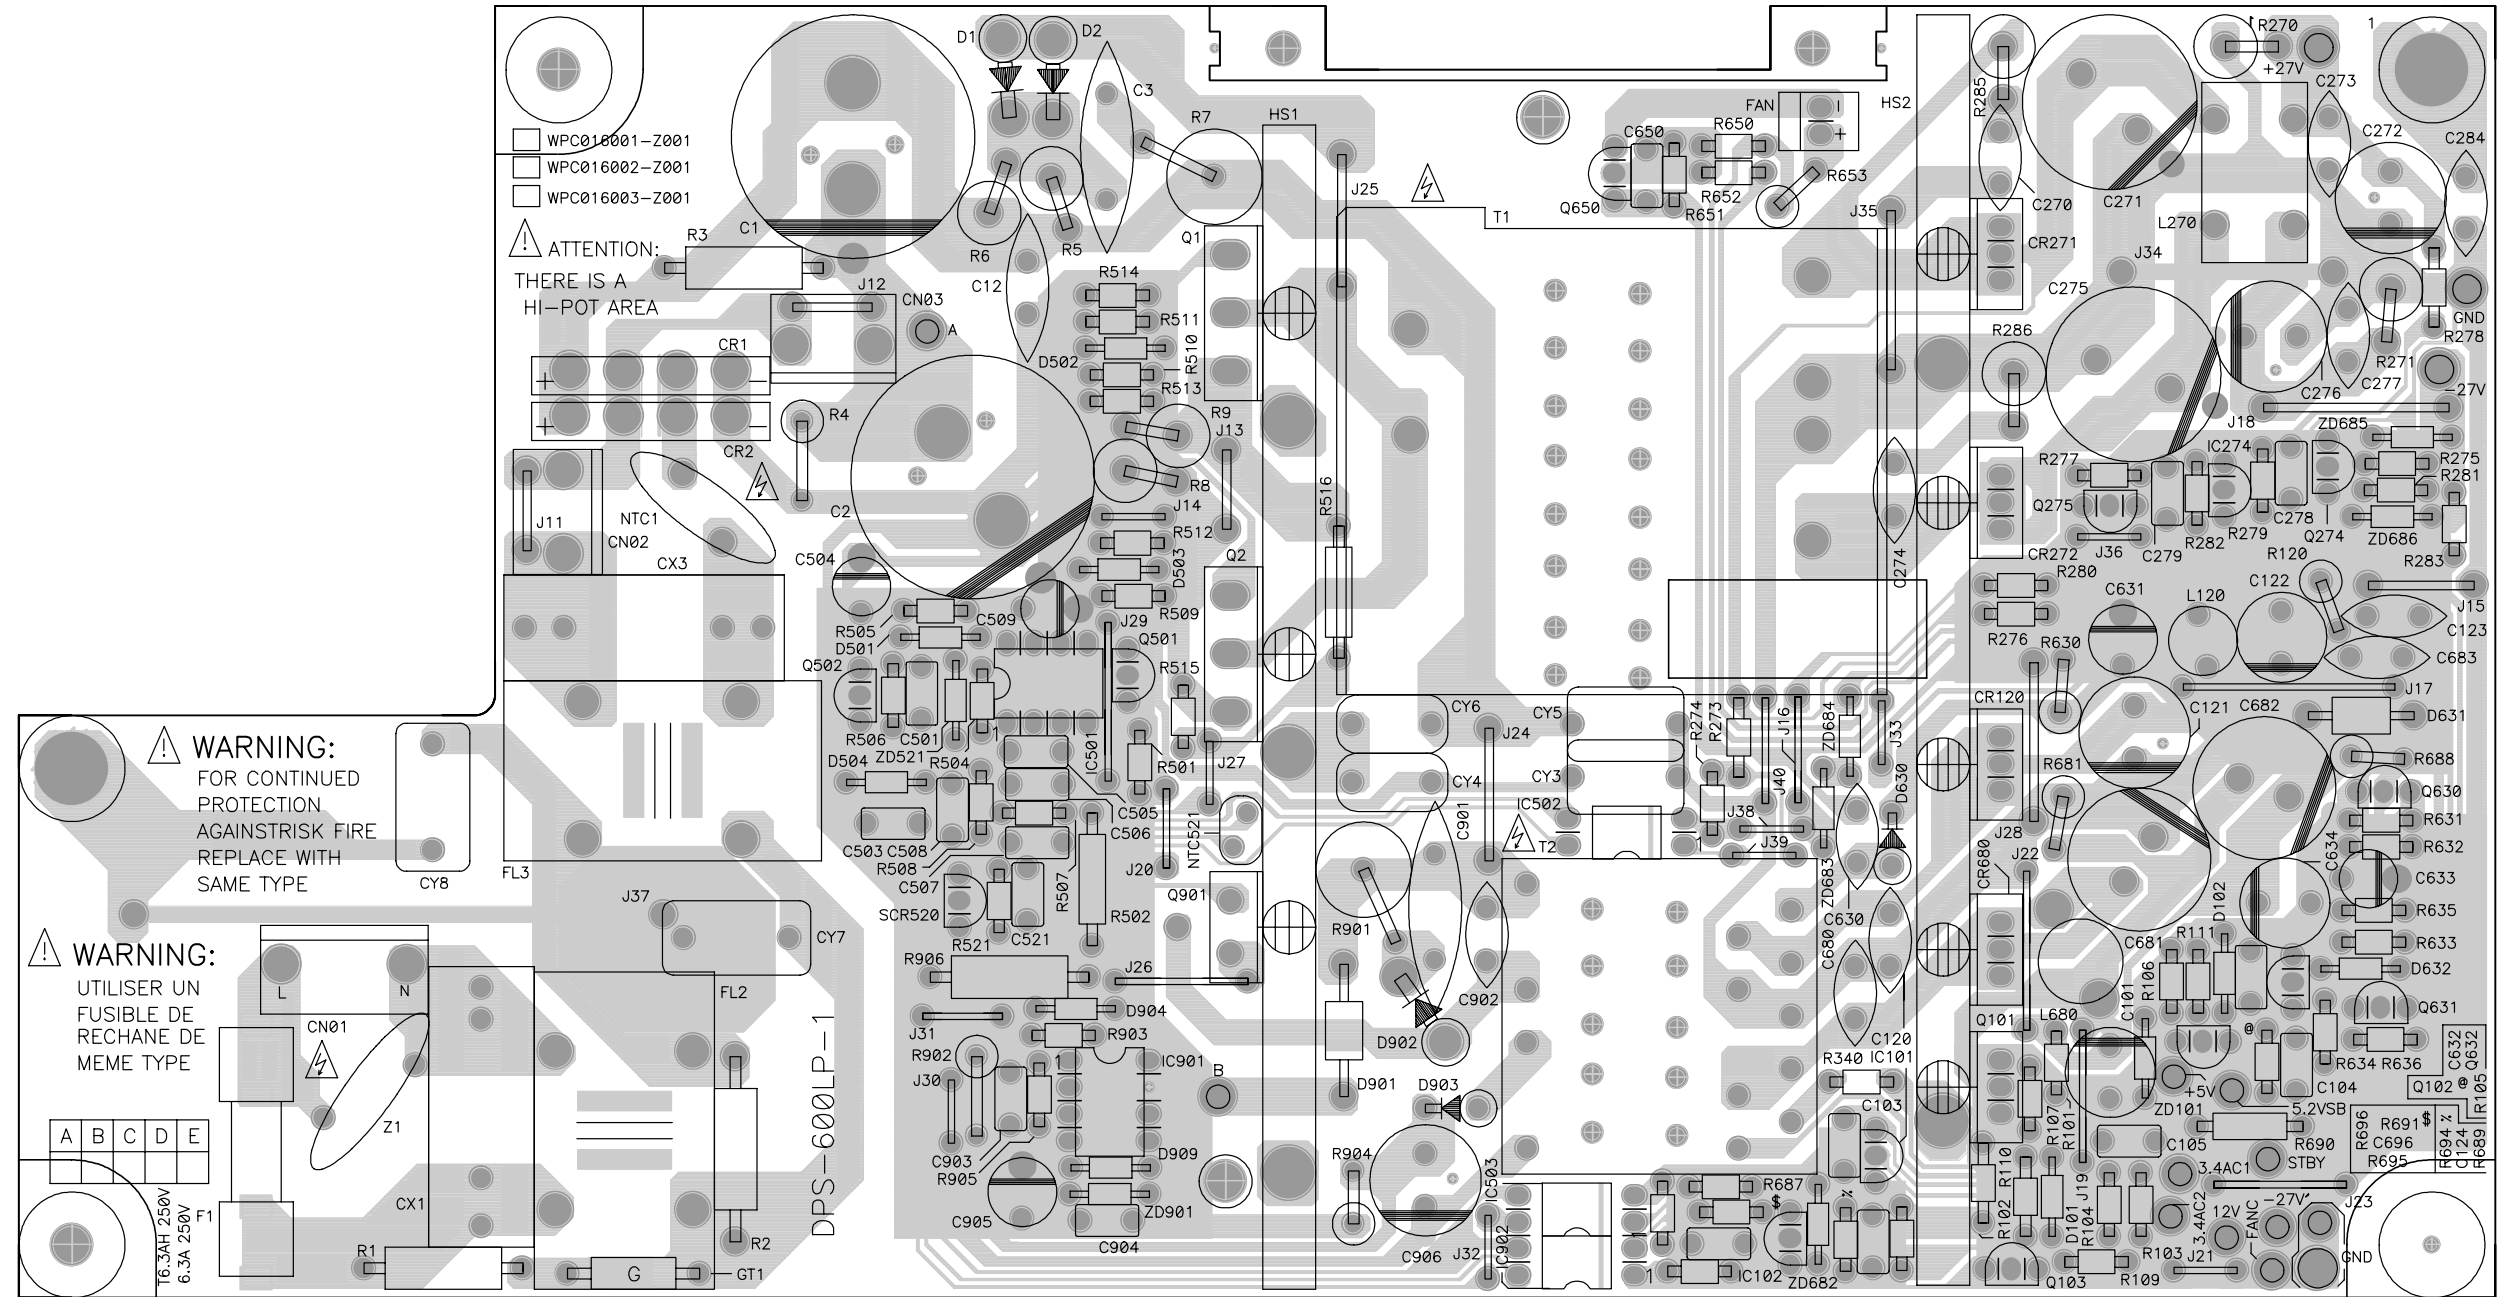 D1
D2
R270
1
+27V
C273
C3
HS1
FAN
HS2
R285
WPC016001-Z001
WPC016002-Z001
WPC016003-Z001
R7
C650
R650
C272
C284
J25
R652
R653
Q650
R651
C1
R3
R6
R5
T1
J35
C270
C271
L270
ATTENTION:
THERE IS A
HI-POT AREA
Q1
R514
C12
J12
CN03
A
CR271
J34
C275
R511
R510
D502
R513
CR1
+
-
+
-
R286
GND
R278
R271
C277
C276
-27V
R4
CR2
R9
J13
R8
J14
J18
ZD685
IC274
R275
R281
R277
Q275
J11
CN02
NTC1
CX3
C2
R512
D503
R516
Q2
C504
C274
CR272
J36
C279
R282
R279
C278
Q274
ZD686
R283
R120
R280
C122
C631
L120
J15
R276
R630
C123
C683
R505
D501
C509
J29
R509
Q501
Q502
R515
J17
CR120
C121
C682
D631
R506
C501
ZD521
IC501
D504
R504
R501
J27
CY6
CY5
J24
R274
R273
J16
ZD684
J33
R681
R688
CY4
CY3
J40
D630
Q630
WARNING:
FOR CONTINUED
PROTECTION
AGAINSTRISK FIRE
REPLACE WITH
SAME TYPE
CY8
FL3
C505
C506
C503
C508
R508
C507
NTC521
J20
C901
IC502
T2
1
J38
J39
ZD683
J28
J22
CR680
R631
R632
C634
C633
J37
SCR520
R507
R502
Q901
R901
C630
C680
D102
R635
R633
D632
WARNING:
UTILISER UN
FUSIBLE DE
RECHANE DE
MEME TYPE
CY7
R521
C521
R906
J26
C902
C681
R111
R106
C101
L
N
FL2
CN01
D904
J31
R903
D902
C120
Q101
L680
@
Q631
R634
R636
C632
Q632
R902
1
IC901
J30
B
D901
D903
R340
IC101
C103
+5V
C104
Q102 @
R105
5.2VSB
ZD101
R107
R101
C105
R690
R696
R691 $
C696
R695
R694 %
C124
R689
A B C D E
Z1
C903
R905
D909
R904
IC503
R110
3.4AC1
STBY
CX1
T6.3AH 250V
6.3A 250V
F1
DPS-600LP-1
C905
ZD901
C904
C906
J32
IC902
R687
$
%
R102
D101
R104
J19
3.4AC2
12V
FANC
-27V'
J23
R1
R2
G
GT1
1
1
IC102
ZD682
Q103
R109
R103
J21
GND